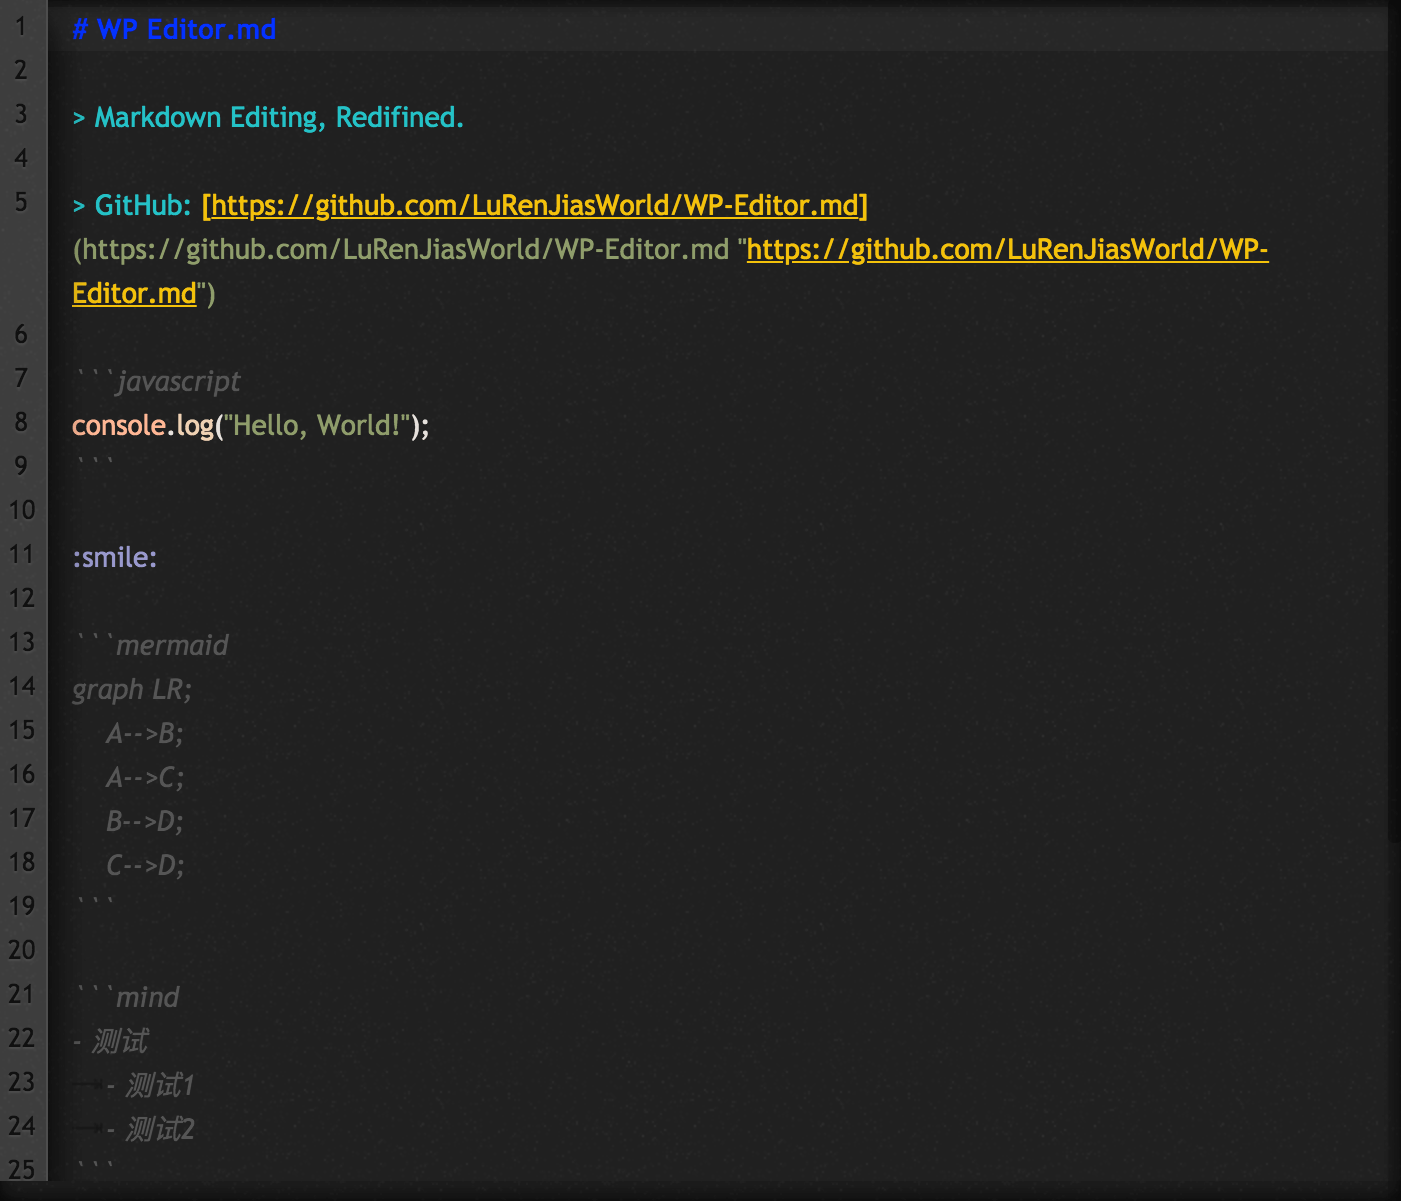 1 # WP Editor.md
2
3 > Markdown Editing, Redifined.
4
5 > GitHub: [https://github.com/LuRenJiasWorld/WP-Editor.md]
(https://github.com/LuRenJiasWorld/WP-Editor.md "https://github.com/LuRenJiasWorld/WP-
Editor.md")
6
7 ```javascript
8 console.log("Hello, World!");
9 ```
10
11 :smile:
12
13 ```mermaid
14 graph LR;
15     A-->B;
16     A-->C;
17     B-->D;
18     C-->D;
19 ```
20
21 ```mind
22 - 测试
23     - 测试1
24     - 测试2
25 ```